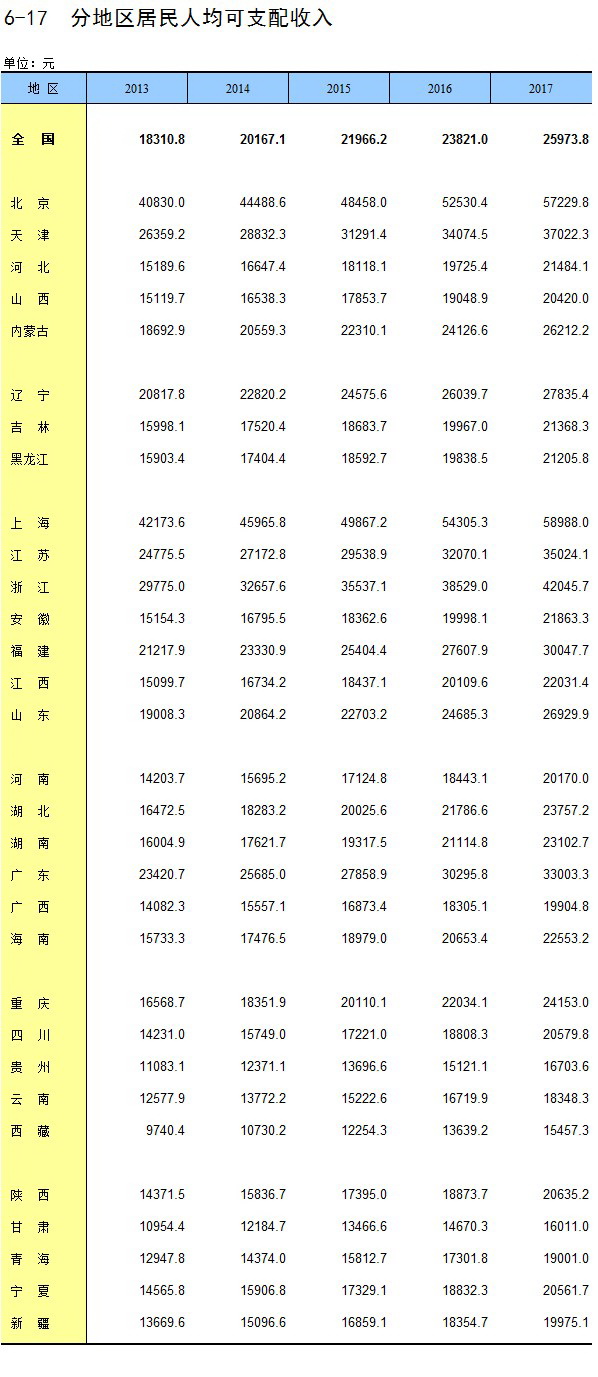 6-17 分地区居民人均可支配收入
单位：元
地 区 2013 2014 2015 2016 2017
全 国 18310.8 20167.1 21966.2 23821.0 25973.8
北 京 40830.0 44488.6 48458.0 52530.4 57229.8
天 津 26359.2 28832.3 31291.4 34074.5 37022.3
河 北 15189.6 16647.4 18118.1 19725.4 21484.1
山 西 15119.7 16538.3 17853.7 19048.9 20420.0
内蒙古 18692.9 20559.3 22310.1 24126.6 26212.2
辽 宁 20817.8 22820.2 24575.6 26039.7 27835.4
吉 林 15998.1 17520.4 18683.7 19967.0 21368.3
黑龙江 15903.4 17404.4 18592.7 19838.5 21205.8
上 海 42173.6 45965.8 49867.2 54305.3 58988.0
江 苏 24775.5 27172.8 29538.9 32070.1 35024.1
浙 江 29775.0 32657.6 35537.1 38529.0 42045.7
安 徽 15154.3 16795.5 18362.6 19998.1 21863.3
福 建 21217.9 23330.9 25404.4 27607.9 30047.7
江 西 15099.7 16734.2 18437.1 20109.6 22031.4
山 东 19008.3 20864.2 22703.2 24685.3 26929.9
河 南 14203.7 15695.2 17124.8 18443.1 20170.0
湖 北 16472.5 18283.2 20025.6 21786.6 23757.2
湖 南 16004.9 17621.7 19317.5 21114.8 23102.7
广 东 23420.7 25685.0 27858.9 30295.8 33003.3
广 西 14082.3 15557.1 16873.4 18305.1 19904.8
海 南 15733.3 17476.5 18979.0 20653.4 22553.2
重 庆 16568.7 18351.9 20110.1 22034.1 24153.0
四 川 14231.0 15749.0 17221.0 18808.3 20579.8
贵 州 11083.1 12371.1 13696.6 15121.1 16703.6
云 南 12577.9 13772.2 15222.6 16719.9 18348.3
西 藏 9740.4 10730.2 12254.3 13639.2 15457.3
陕 西 14371.5 15836.7 17395.0 18873.7 20635.2
甘 肃 10954.4 12184.7 13466.6 14670.3 16011.0
青 海 12947.8 14374.0 15812.7 17301.8 19001.0
宁 夏 14565.8 15906.8 17329.1 18832.3 20561.7
新 疆 13669.6 15096.6 16859.1 18354.7 19975.1